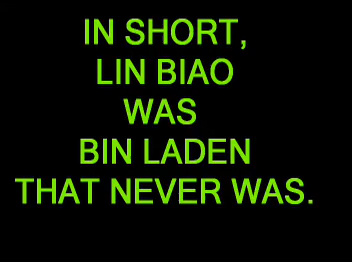 IN SHORT,
LIN BIAO
WAS
BIN LADEN
THAT NEVER WAS.